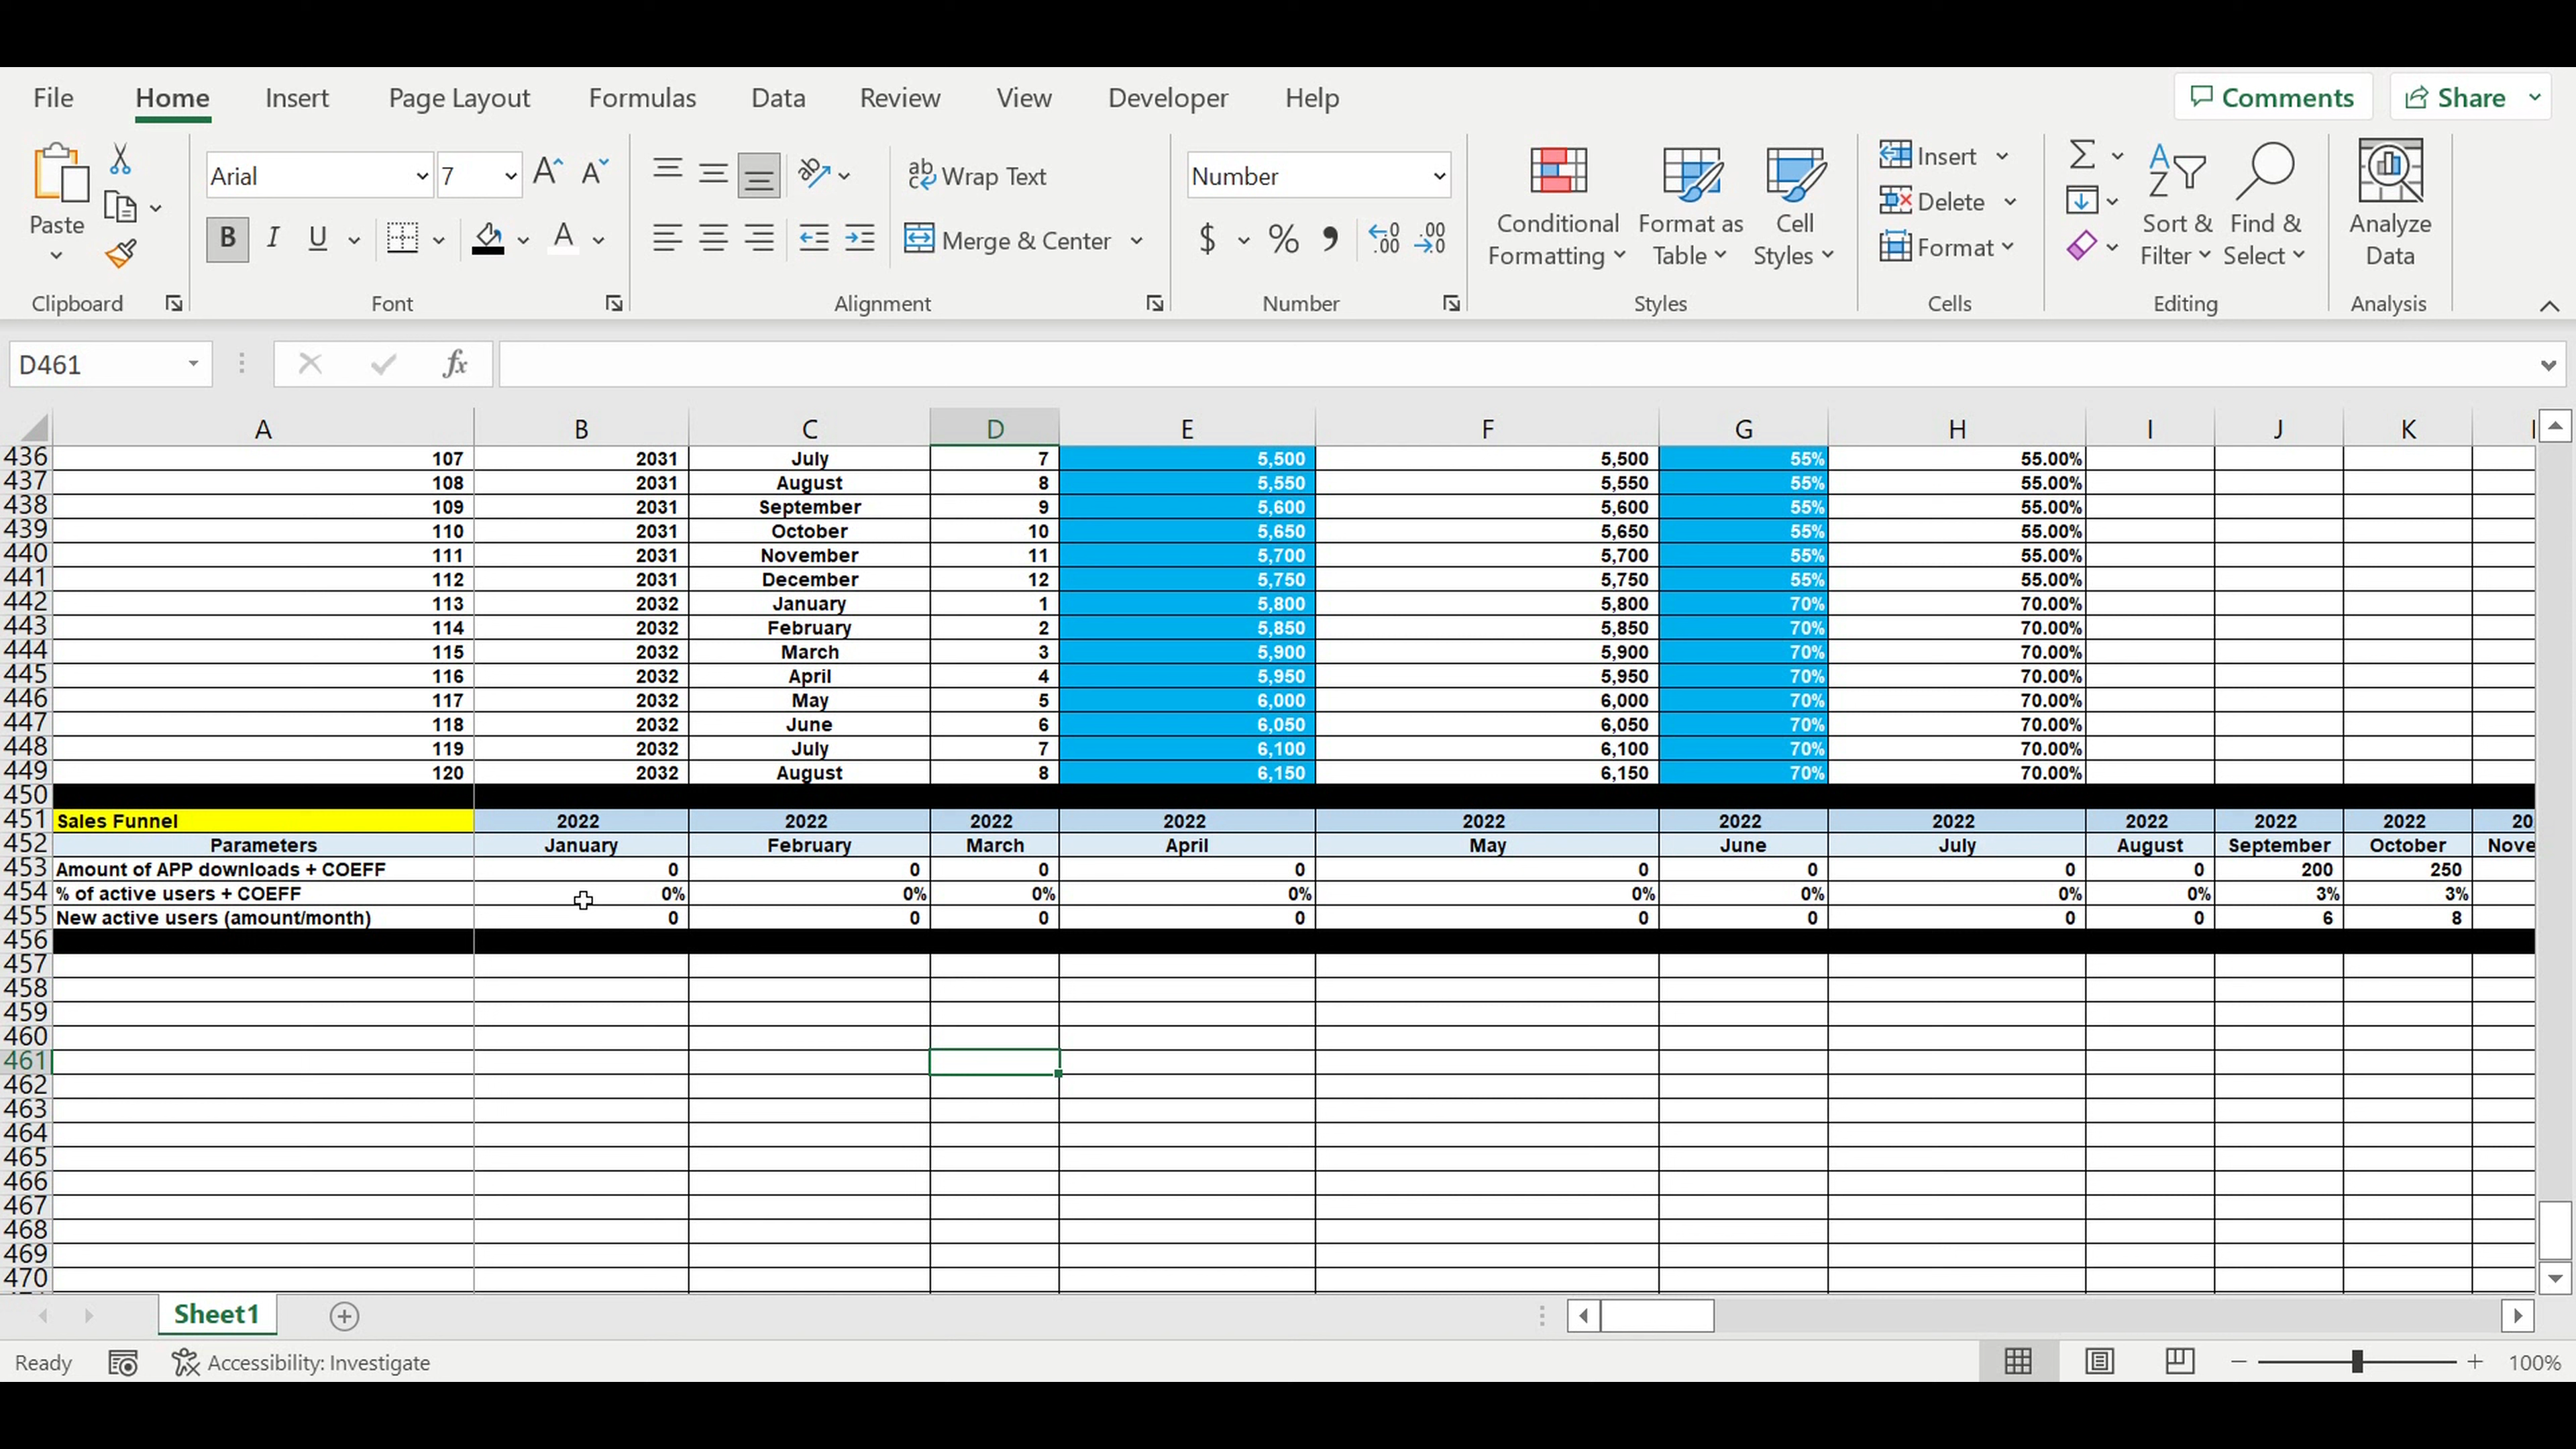 File Home Insert Page Layout Formulas Data Review View Developer Help Comments Share
Arial 7 Wrap Text Number Insert
Paste Conditional Format as Cell Delete Sort & Find & Analyze
B I U Merge & Center $ % Formatting Table Styles Format Filter Select Data
Clipboard Font Alignment Number Styles Cells Editing Analysis
D461 fx
A B C D E F G H I J K
436 107 2031 July 7 5,500 5,500 55% 55.00%
437 108 2031 August 8 5,550 5,550 55% 55.00%
438 109 2031 September 9 5,600 5,600 55% 55.00%
439 110 2031 October 10 5,650 5,650 55% 55.00%
440 111 2031 November 11 5,700 5,700 55% 55.00%
441 112 2031 December 12 5,750 5,750 55% 55.00%
442 113 2032 January 1 5,800 5,800 70% 70.00%
443 114 2032 February 2 5,850 5,850 70% 70.00%
444 115 2032 March 3 5,900 5,900 70% 70.00%
445 116 2032 April 4 5,950 5,950 70% 70.00%
446 117 2032 May 5 6,000 6,000 70% 70.00%
447 118 2032 June 6 6,050 6,050 70% 70.00%
448 119 2032 July 7 6,100 6,100 70% 70.00%
449 120 2032 August 8 6,150 6,150 70% 70.00%
450
451 Sales Funnel 2022 2022 2022 2022 2022 2022 2022 2022 2022 2022 20
452 Parameters January February March April May June July August September October Nove
453 Amount of APP downloads + COEFF 0 0 0 0 0 0 0 0 200 250
454 % of active users + COEFF 0% 0% 0% 0% 0% 0% 0% 0% 3% 3%
455 New active users (amount/month) 0 0 0 0 0 0 0 0 6 8
456
457
458
459
460
461
462
463
464
465
466
467
468
469
470
Sheet1
Ready Accessibility: Investigate 100%